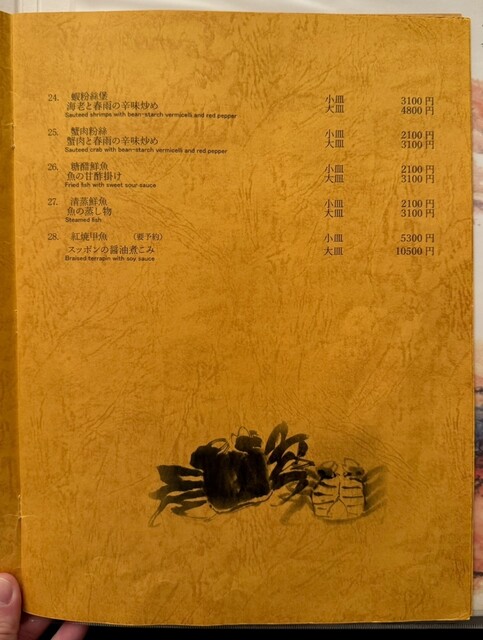 24. 蝦粉絲堡
海老と春雨の辛味炒め 小皿 3100円
Sauteed shrimps with bean-starch vermicelli and red pepper 大皿 4800円
25. 蟹肉粉絲
蟹肉と春雨の辛味炒め 小皿 2100円
Sauteed crab with bean-starch vermicelli and red pepper 大皿 3100円
26. 糖醋鮮魚
魚の甘酢掛け 小皿 2100円
Fried fish with sweet sour sauce 大皿 3100円
27. 清蒸鮮魚
魚の蒸し物 小皿 2100円
Steamed fish 大皿 3100円
28. 紅焼甲魚 (要予約) 小皿 5300円
スッポンの醤油煮こみ 大皿 10500円
Braised terrapin with soy sauce